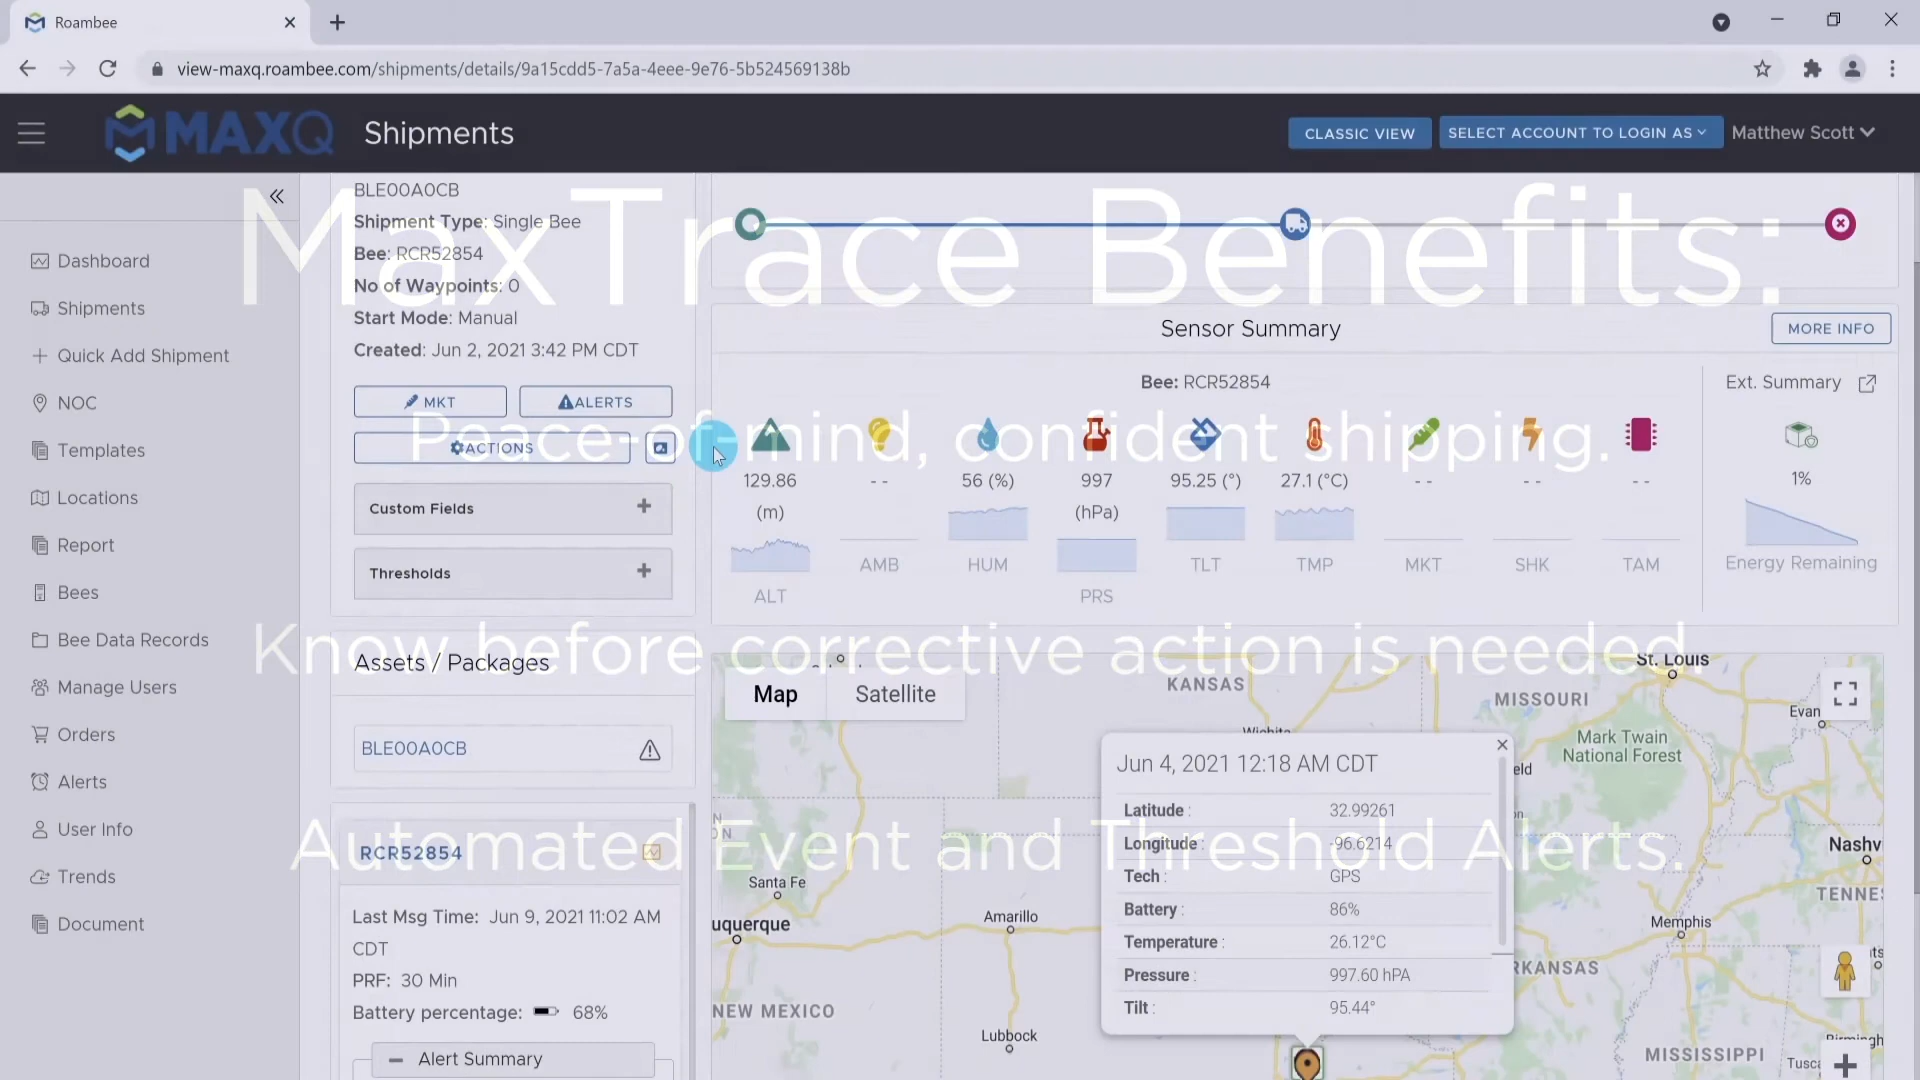 Roambee
view-maxq.roambee.com/shipments/details/9a15cdd5-7a5a-4eee-9e76-5b524569138b
MAXQ
Shipments
CLASSIC VIEW
SELECT ACCOUNT TO LOGIN AS
Matthew Scott
MaxTrace Benefits:
Peace-of-mind, confident shipping.
Know before corrective action is needed.
Automated Event and Threshold Alerts.
Dashboard
Shipments
Quick Add Shipment
NOC
Templates
Locations
Report
Bees
Bee Data Records
Manage Users
Orders
Alerts
User Info
Trends
Document
BLE00A0CB
Shipment Type: Single Bee
Bee: RCR52854
No of Waypoints: 0
Start Mode: Manual
Created: Jun 2, 2021 3:42 PM CDT
MKT
ALERTS
ACTIONS
Custom Fields
Thresholds
Assets / Packages
BLE00A0CB
RCR52854
Last Msg Time: Jun 9, 2021 11:02 AM
CDT
PRF: 30 Min
Battery percentage: 68%
Alert Summary
Sensor Summary
MORE INFO
Bee: RCR52854
Ext. Summary
129.86
(m)
ALT
- -
AMB
56 (%)
HUM
997
(hPa)
PRS
95.25 (°)
TLT
27.1 (°C)
TMP
- -
MKT
- -
SHK
- -
TAM
1%
Energy Remaining
Map
Satellite
KANSAS
Wichita
MISSOURI
St. Louis
Evan
Mark Twain
National Forest
eld
Nashv
TENNES
Santa Fe
uquerque
Amarillo
Memphis
RKANSAS
NEW MEXICO
Lubbock
MISSISSIPPI
Tusca
Birmingh
Jun 4, 2021 12:18 AM CDT
Latitude : 32.99261
Longitude : -96.6214
Tech : GPS
Battery : 86%
Temperature : 26.12°C
Pressure : 997.60 hPA
Tilt : 95.44°